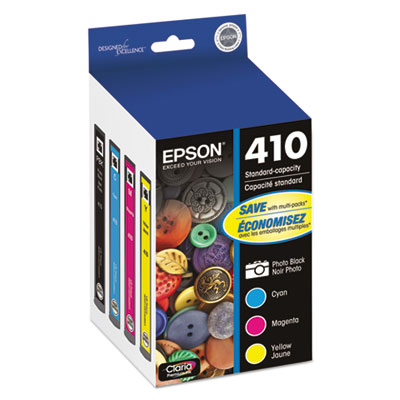 DESIGNED for
EXCELLENCE
EPSON
EXCEED YOUR VISION
410
Standard-capacity
Capacité standard
SAVE with multi-packs*
ÉCONOMISEZ
avec les emballages multiples*
Photo Black
Noir Photo
Cyan
Magenta
Yellow
Jaune
Claria
Premium